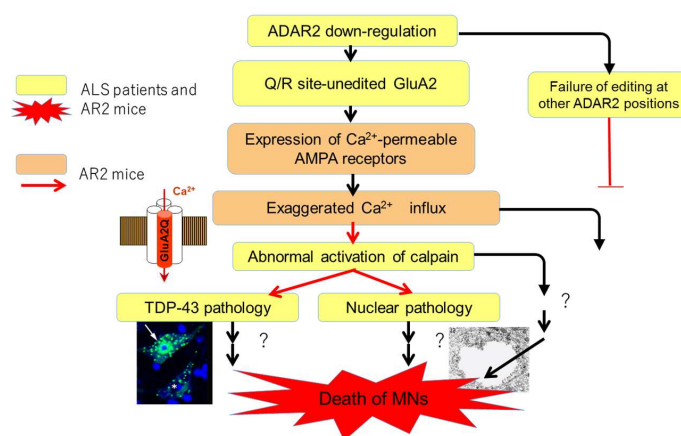 ADAR2 down-regulation
Q/R site-unedited GluA2
Failure of editing at
other ADAR2 positions
ALS patients and
AR2 mice
Expression of Ca²⁺-permeable
AMPA receptors
AR2 mice
Ca²⁺
GluA2Q
Exaggerated Ca²⁺ influx
Abnormal activation of calpain
?
TDP-43 pathology
Nuclear pathology
?
?
*
Death of MNs